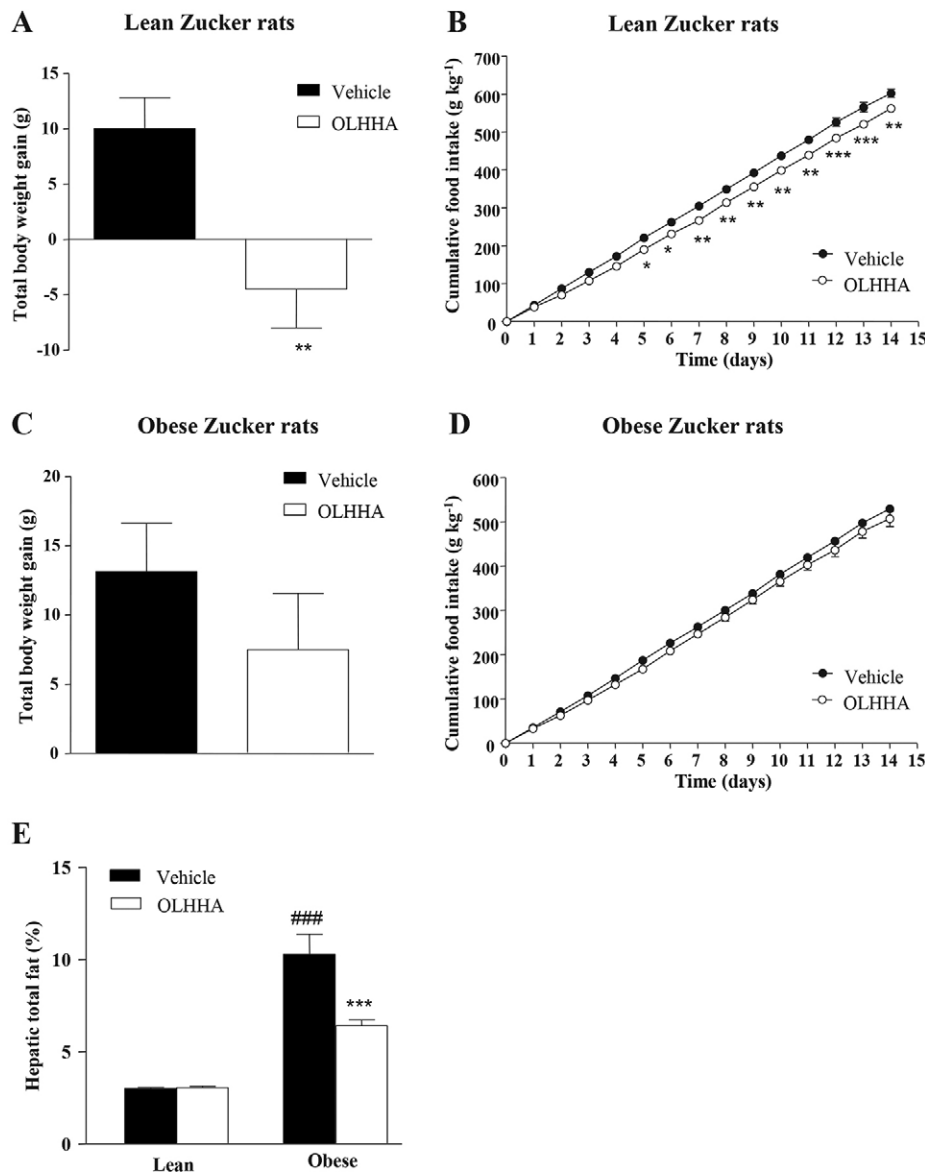 A
Lean Zucker rats
Total body weight gain (g)
15
10
5
0
-5
-10
Vehicle
OLHHA
**
B
Lean Zucker rats
Cumulative food intake (g kg⁻¹)
700
600
500
400
300
200
100
0
* * ** ** ** ** ** *** *** **
Vehicle
OLHHA
0 1 2 3 4 5 6 7 8 9 10 11 12 13 14 15
Time (days)
C
Obese Zucker rats
Total body weight gain (g)
20
15
10
5
0
Vehicle
OLHHA
D
Obese Zucker rats
Cumulative food intake (g kg⁻¹)
600
500
400
300
200
100
0
Vehicle
OLHHA
0 1 2 3 4 5 6 7 8 9 10 11 12 13 14 15
Time (days)
E
Hepatic total fat (%)
15
10
5
0
Vehicle
OLHHA
###
***
Lean Obese